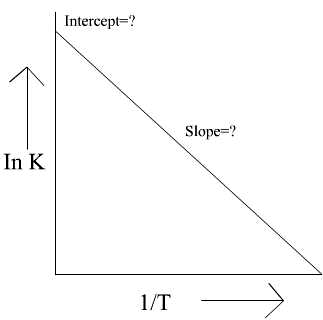 Intercept=?
Slope=?
In K
1/T